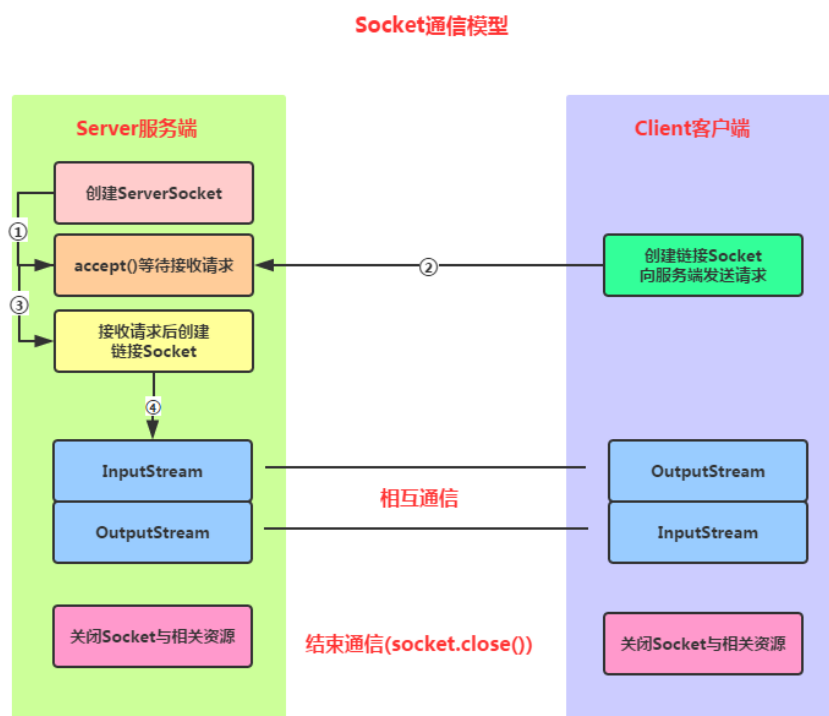 Socket通信模型
Server服务端
Client客户端
创建ServerSocket
①
accept()等待接收请求
②
创建链接Socket
向服务端发送请求
③
接收请求后创建
链接Socket
④
InputStream
OutputStream
相互通信
OutputStream
InputStream
关闭Socket与相关资源
结束通信(socket.close())
关闭Socket与相关资源